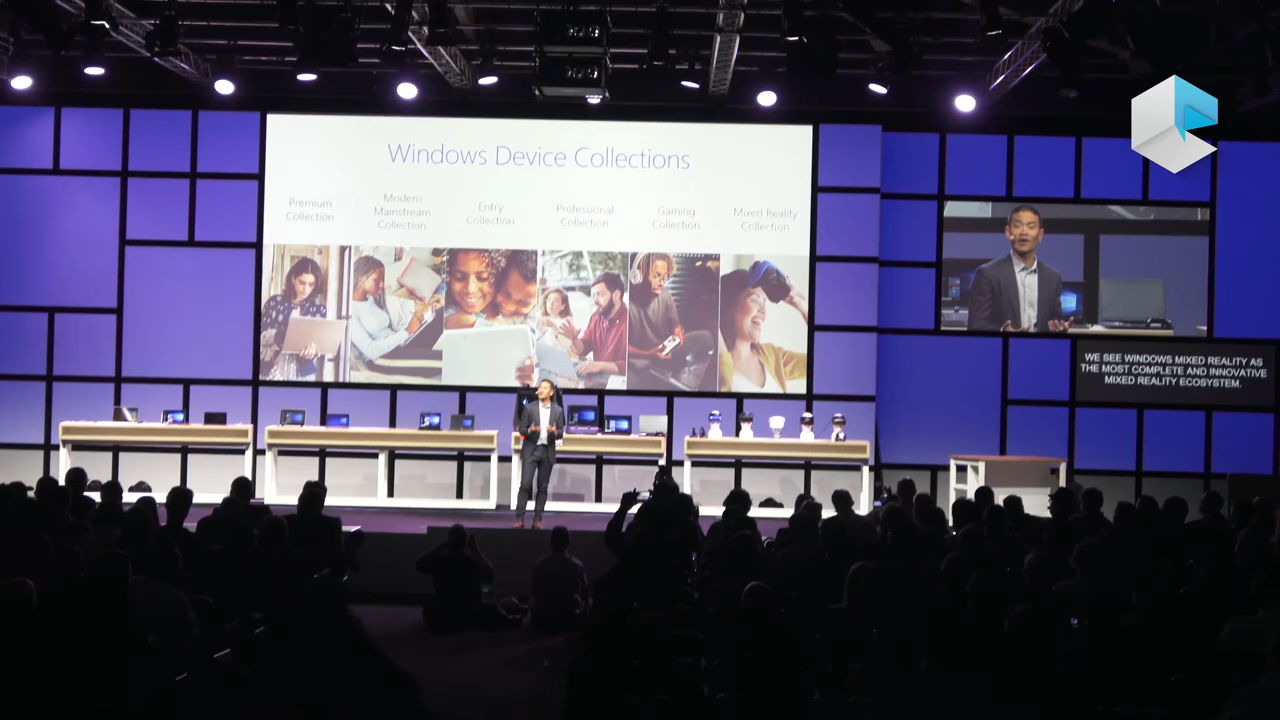 Windows Device Collections
Premium
Collection
Modern
Mainstream
Collection
Entry
Collection
Professional
Collection
Gaming
Collection
Mixed Reality
Collection
WE SEE WINDOWS MIXED REALITY AS
THE MOST COMPLETE AND INNOVATIVE
MIXED REALITY ECOSYSTEM.